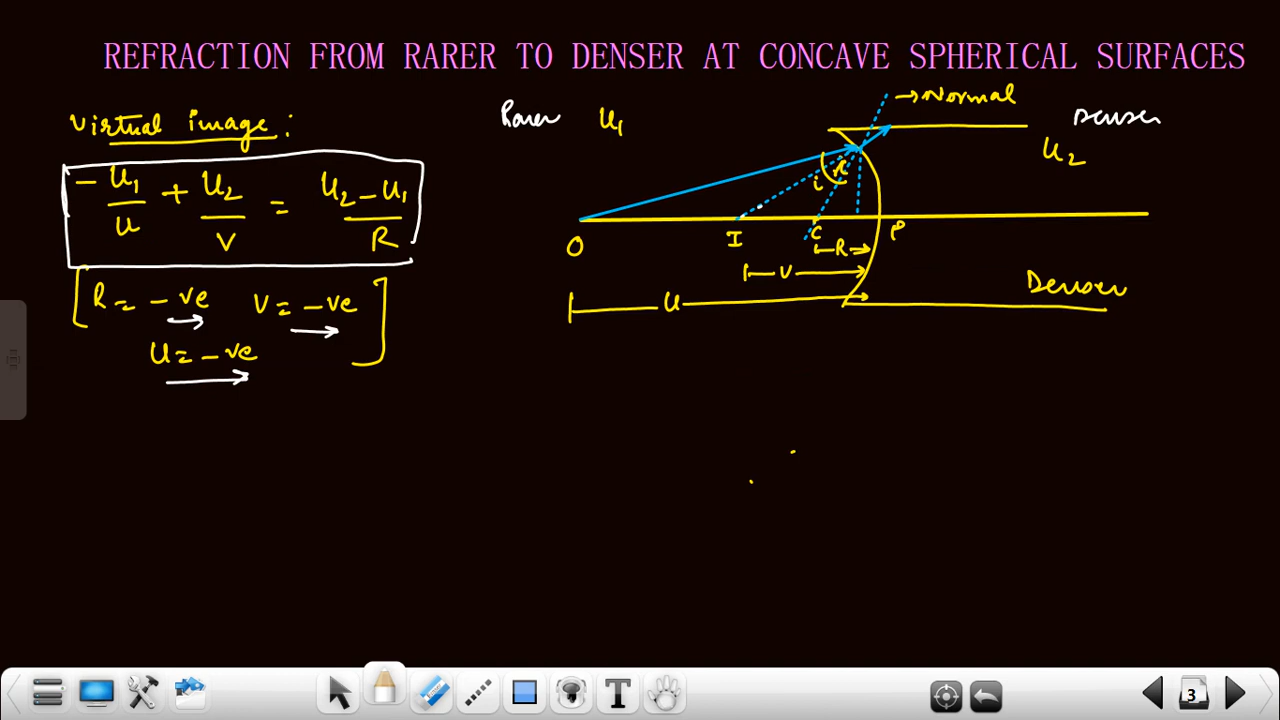 REFRACTION FROM RARER TO DENSER AT CONCAVE SPHERICAL SURFACES
Virtual image:
-u₁/u + u₂/v = u₂-u₁/R
[R = -ve v = -ve
u = -ve]
Rarer u₁
→Normal
Denser
u₂
i r
O I C P
R
v
u
Denser
T
3